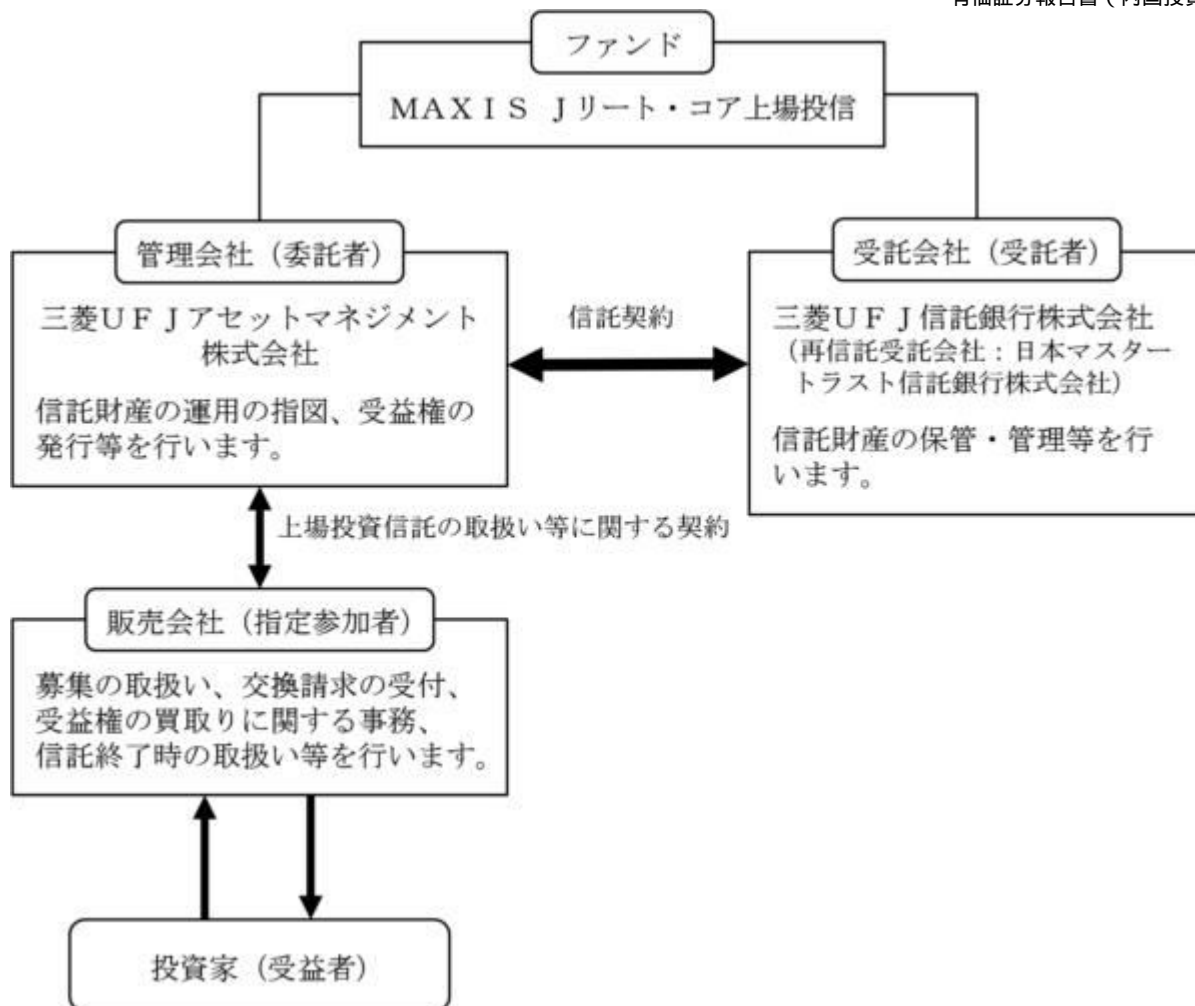 ファンド
MAXIS Jリート・コア上場投信
管理会社（委託者）
三菱UFJアセットマネジメント
株式会社
信託財産の運用の指図、受益権の
発行等を行います。
信託契約
受託会社（受託者）
三菱UFJ信託銀行株式会社
（再信託受託会社：日本マスター
トラスト信託銀行株式会社）
信託財産の保管・管理等を行
います。
上場投資信託の取扱い等に関する契約
販売会社（指定参加者）
募集の取扱い、交換請求の受付、
受益権の買取りに関する事務、
信託終了時の取扱い等を行います。
投資家（受益者）